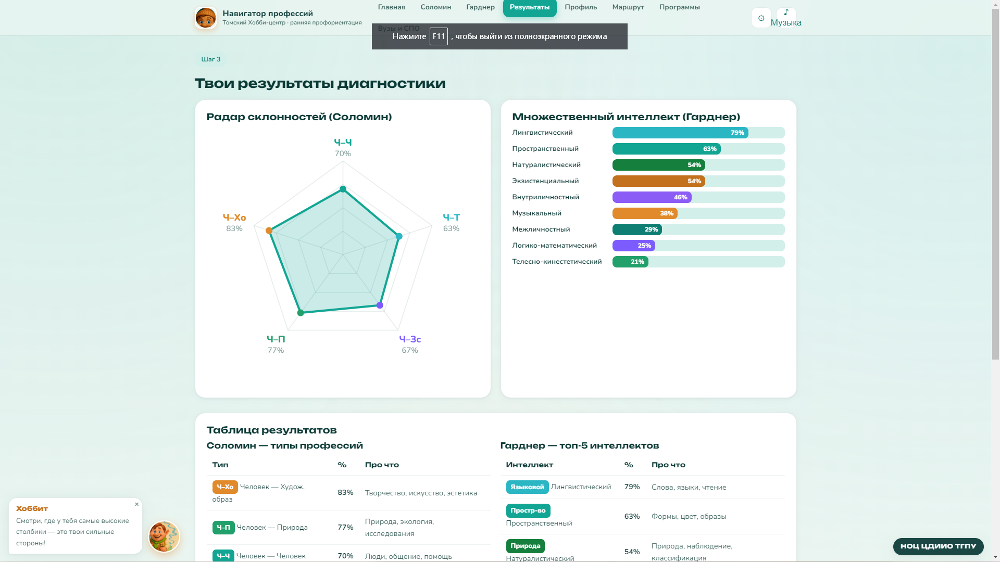 Навигатор профессий
Томский Хобби-центр · ранняя профориентация
Главная
Соломин
Гарднер
Результаты
Профиль
Маршрут
Программы
Вузы и СПО
⚙
♪
Музыка
Нажмите F11 , чтобы выйти из полноэкранного режима
Шаг 3
Твои результаты диагностики
Радар склонностей (Соломин)
Ч–Ч
70%
Ч–Хо
83%
Ч–Т
63%
Ч–П
77%
Ч–Зс
67%
Множественный интеллект (Гарднер)
Лингвистический 79%
Пространственный 63%
Натуралистический 54%
Экзистенциальный 54%
Внутриличностный 46%
Музыкальный 38%
Межличностный 29%
Логико-математический 25%
Телесно-кинестетический 21%
Таблица результатов
Соломин — типы профессий
Тип % Про что
Ч–Хо Человек — Худож.
образ
83%
Творчество, искусство, эстетика
Ч–П Человек — Природа
77%
Природа, экология,
исследования
Ч–Ч Человек — Человек
70%
Люди, общение, помощь
Гарднер — топ-5 интеллектов
Интеллект % Про что
Языковой Лингвистический
79%
Слова, языки, чтение
Простр-во
Пространственный
63%
Формы, цвет, образы
Природа
Натуралистический
54%
Природа, наблюдение,
классификация
Хоббит
×
Смотри, где у тебя самые высокие
столбики — это твои сильные
стороны!
НОЦ ЦДИИО ТГПУ